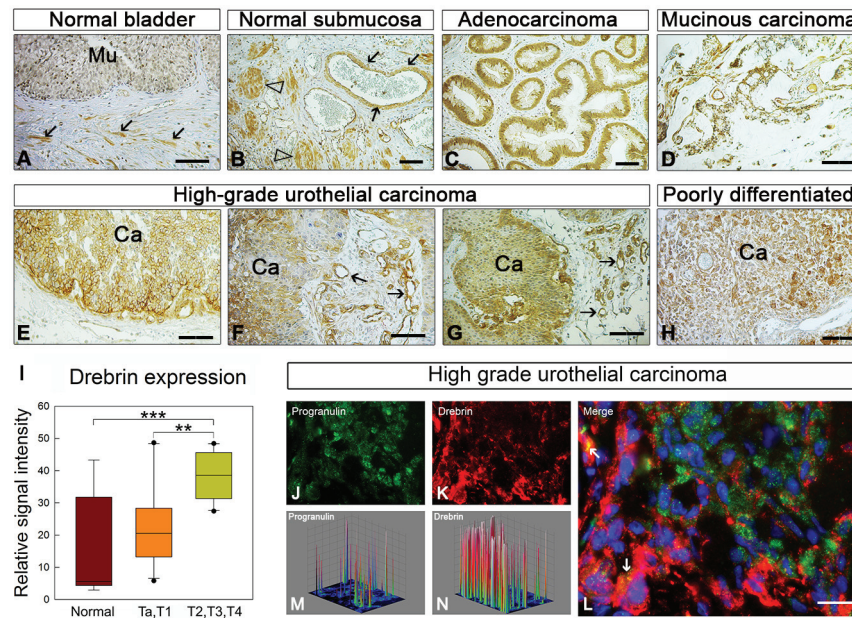 Normal bladder
Normal submucosa
Adenocarcinoma
Mucinous carcinoma
Mu
A
B
C
D
High-grade urothelial carcinoma
Poorly differentiated
Ca
Ca
Ca
Ca
E
F
G
H
I
Drebrin expression
Relative signal intensity
60
50
40
30
20
10
0
***
**
Normal
Ta,T1
T2,T3,T4
High grade urothelial carcinoma
Progranulin
Drebrin
Merge
J
K
Progranulin
Drebrin
M
N
L